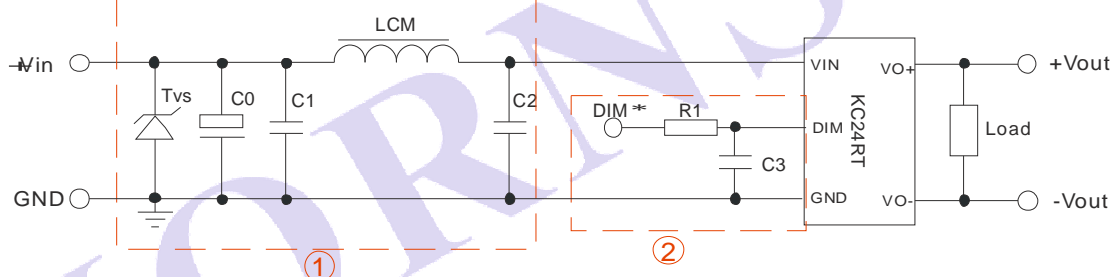 LCM
+Vin
Tvs
C0
C1
C2
DIM*
R1
C3
VIN
DIM
GND
KC24RT
VO+
VO-
Load
+Vout
-Vout
GND
①
②
ORNS